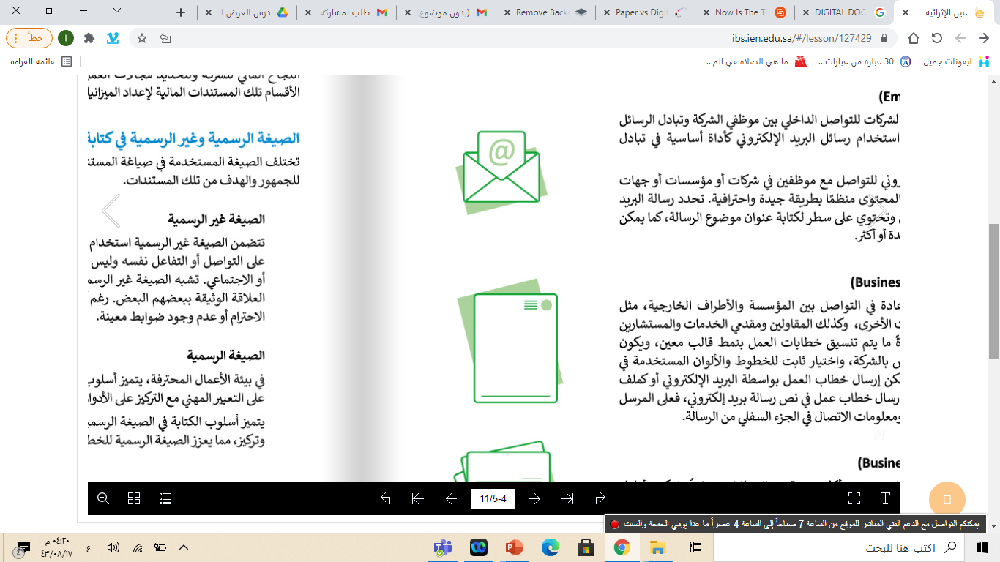 عين الإثرائية
DIGITAL DOC
Now Is The Ti
Paper vs Digit
Remove Back
(بدون موضوع)
طلب لمشاركة
درس العرض ال
ibs.ien.edu.sa/#/lesson/127429
خطأ
ايقونات جميل
30 عبارة من عبارات...
ما هي الصلاة في الم...
قائمة القراءة
(Em
الشركات للتواصل الداخلي بين موظفي الشركة وتبادل الرسائل
استخدام رسائل البريد الإلكتروني كأداة أساسية في تبادل
روني للتواصل مع موظفين في شركات أو مؤسسات أو جهات
المحتوى منظمًا بطريقة جيدة واحترافية. تحدد رسالة البريد
وتحتوي على سطر لكتابة عنوان موضوع الرسالة، كما يمكن
دة أو أكثر.
(Busines
عادة في التواصل بين المؤسسة والأطراف الخارجية، مثل
ت الأخرى، وكذلك المقاولين ومقدمي الخدمات والمستشارين
ةً ما يتم تنسيق خطابات العمل بنمط قالب معين، ويكون
ص بالشركة، واختيار ثابت للخطوط والألوان المستخدمة في
كن إرسال خطاب العمل بواسطة البريد الإلكتروني أو كملف
إرسال خطاب عمل في نص رسالة بريد إلكتروني، فعلى المرسل
ومعلومات الاتصال في الجزء السفلي من الرسالة.
(Busine
@
النجاح المالي للشركة ولتحديد مجالات العمل
الأقسام تلك المستندات المالية لإعداد الميزانيا
الصيغة الرسمية وغير الرسمية في كتابة
تختلف الصيغة المستخدمة في صياغة المستند
للجمهور والهدف من تلك المستندات.
الصيغة غير الرسمية
تتضمن الصيغة غير الرسمية استخدام
على التواصل أو التفاعل نفسه وليس
أو الاجتماعي. تشبه الصيغة غير الرسم
العلاقة الوثيقة ببعضهم البعض. رغم
الاحترام أو عدم وجود ضوابط معينة.
الصيغة الرسمية
في بيئة الأعمال المحترفة، يتميز أسلوب
على التعبير المهني مع التركيز على الأدوا
يتميز أسلوب الكتابة في الصيغة الرسمي
وتركيز، مما يعزز الصيغة الرسمية للخط
11/5-4
T
يمكنكم التواصل مع الدعم الفني المباشر للموقع من الساعة 7 صباحاً إلى الساعة 4 عصراً ما عدا يومي الجمعة والسبت
اكتب هنا للبحث
ع
٠٤:٢٠ م
٤٣/٠٨/١٧
٤